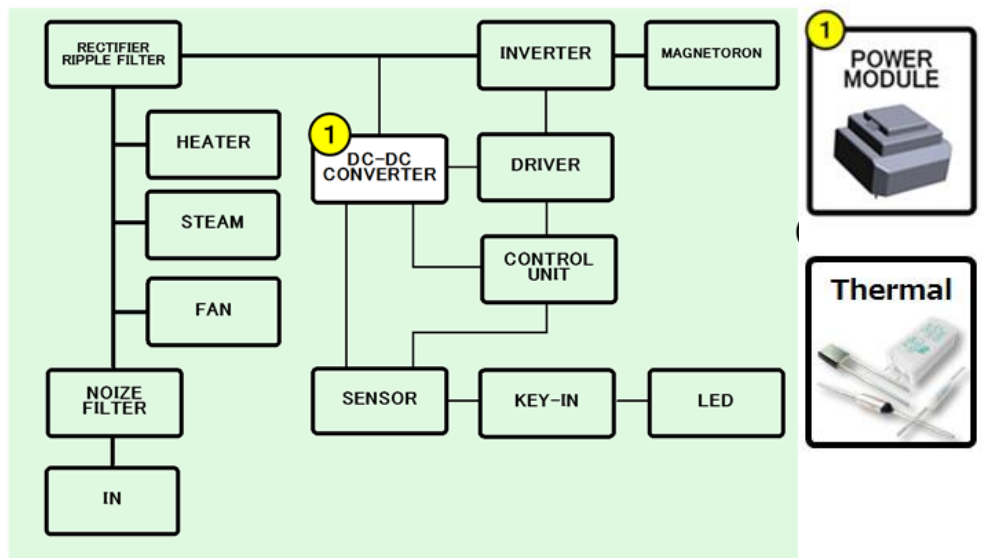 RECTIFIER
RIPPLE FILTER
INVERTER
MAGNETORON
1
POWER
MODULE
HEATER
1
DC-DC
CONVERTER
DRIVER
STEAM
CONTROL
UNIT
FAN
Thermal
NOIZE
FILTER
SENSOR
KEY-IN
LED
IN